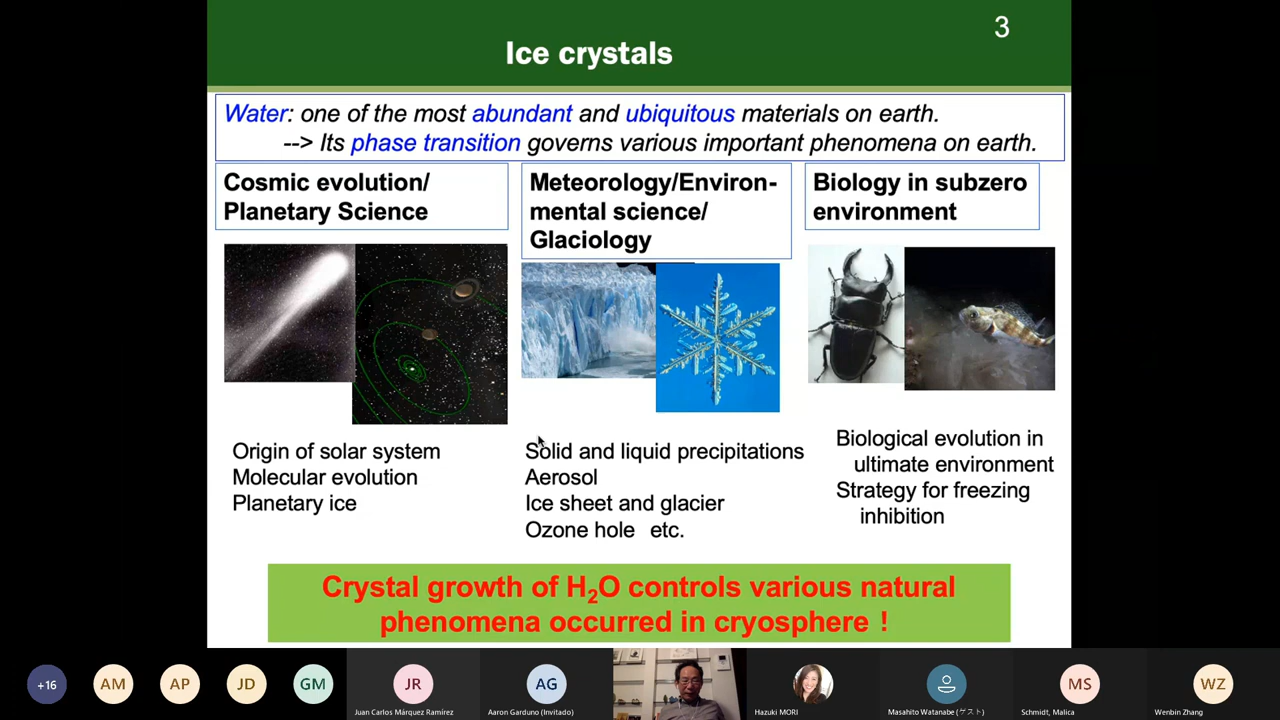 3
Ice crystals
Water: one of the most abundant and ubiquitous materials on earth.
--> Its phase transition governs various important phenomena on earth.
Cosmic evolution/
Planetary Science
Meteorology/Environ-
mental science/
Glaciology
Biology in subzero
environment
Origin of solar system
Molecular evolution
Planetary ice
Solid and liquid precipitations
Aerosol
Ice sheet and glacier
Ozone hole etc.
Biological evolution in
ultimate environment
Strategy for freezing
inhibition
Crystal growth of H₂O controls various natural
phenomena occurred in cryosphere !
+16
AM
AP
JD
GM
JR
AG
MS
WZ
Juan Carlos Márquez Ramírez
Aaron Garduno (Invitado)
Hazuki MORI
Masahito Watanabe (ゲスト)
Schmidt, Malica
Wenbin Zhang